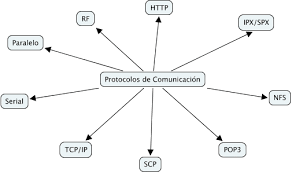 HTTP
RF
IPX/SPX
Paralelo
Protocolos de Comunicación
Serial
NFS
TCP/IP
POP3
SCP